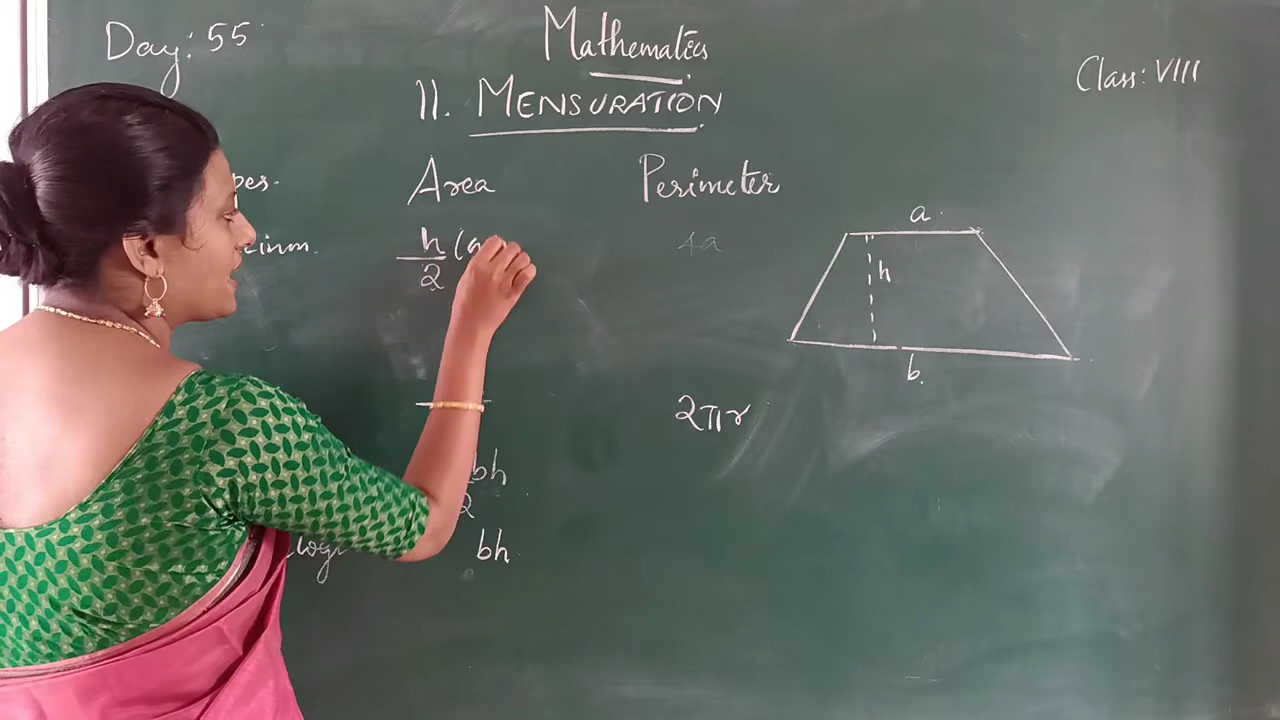 Day: 55
Mathematics
11. MENSURATION
Class: VIII
Area
Perimeter
h/2 (a
4a
a
h
b
2πr
bh
2
bh